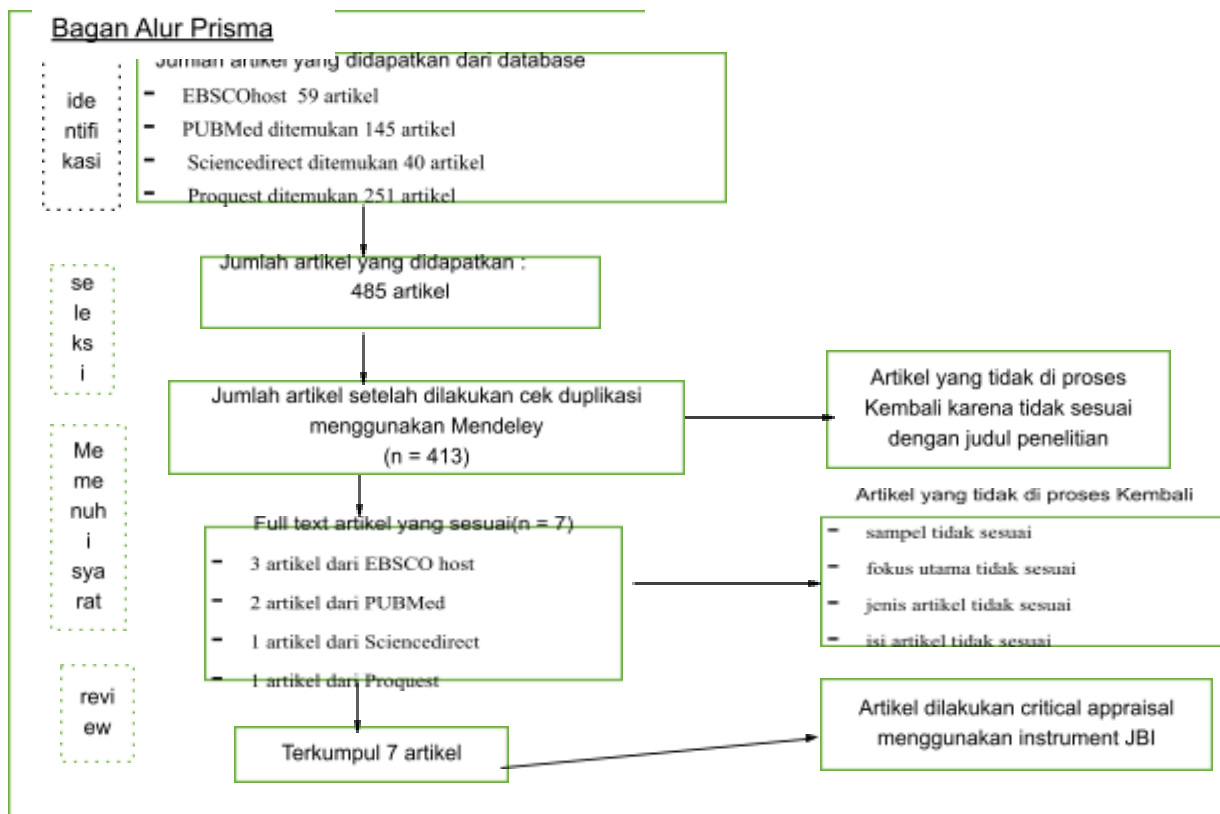 Bagan Alur Prisma
Jumlah artikel yang didapatkan dari database
- EBSCOhost 59 artikel
- PUBMed ditemukan 145 artikel
- Sciencedirect ditemukan 40 artikel
- Proquest ditemukan 251 artikel
ide
ntifi
kasi
Jumlah artikel yang didapatkan :
485 artikel
se
le
ks
i
Jumlah artikel setelah dilakukan cek duplikasi
menggunakan Mendeley
(n = 413)
Artikel yang tidak di proses
Kembali karena tidak sesuai
dengan judul penelitian
Me
me
nuh
i
sya
rat
Full text artikel yang sesuai(n = 7)
- 3 artikel dari EBSCO host
- 2 artikel dari PUBMed
- 1 artikel dari Sciencedirect
- 1 artikel dari Proquest
Artikel yang tidak di proses Kembali
- sampel tidak sesuai
- fokus utama tidak sesuai
- jenis artikel tidak sesuai
- isi artikel tidak sesuai
revi
ew
Terkumpul 7 artikel
Artikel dilakukan critical appraisal
menggunakan instrument JBI